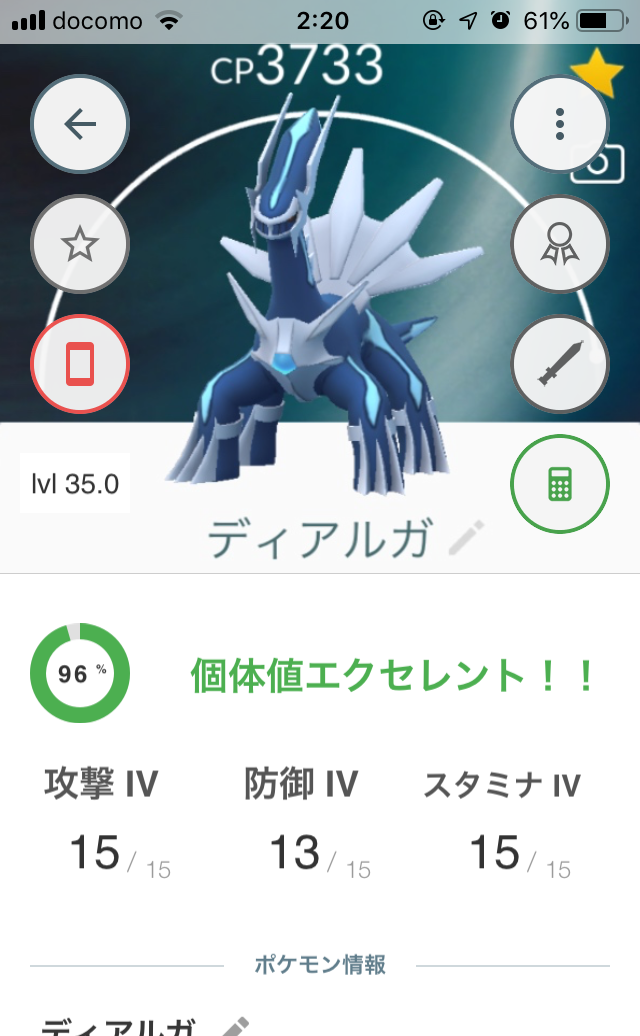 docomo 2:20 61%
CP3733
lvl 35.0
ディアルガ
96 %
個体値エクセレント！！
攻撃 IV 防御 IV スタミナ IV
15 / 15 13 / 15 15 / 15
ポケモン情報
ディアルガ